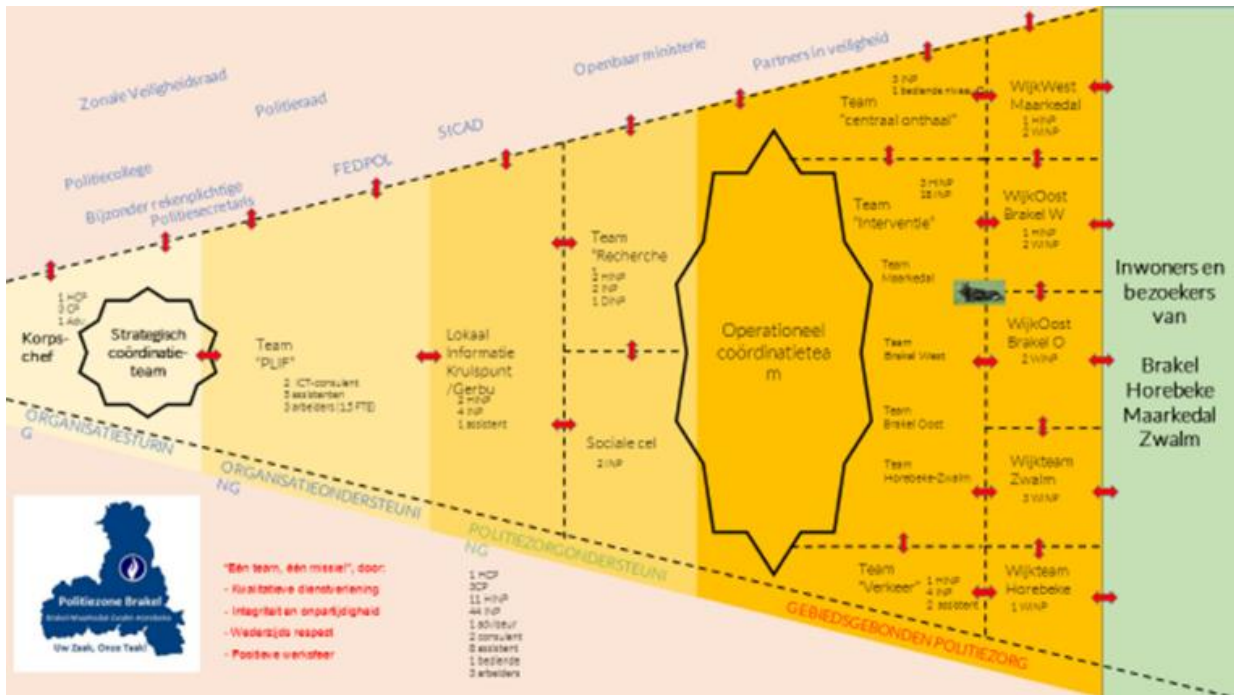 Zonale Veiligheidsraad
Politieraad
Openbaar ministerie
Partners in veiligheid
Politiecollege
Bijzonder rekenplichtige
Politiesecretaris
FEDPOL
SICAD
1 HCP
3 CP
1 Adv
Korps-
chef
Strategisch
coördinatie-
team
Team
"PLIF"
2 ICT-consulent
5 assistenten
3 arbeiders (1,5 FTE)
Lokaal
Informatie
Kruispunt
/Gerbu
2 HINP
4 INP
1 assistent
Team
"Recherche
"
2 HINP
2 INP
1 DINP
Sociale cel
2 INP
Operationeel
coördinatietea
m
3 INP
1 bediende
Team
"centraal onthaal"
3 HINP
28 INP
Team
"Interventie"
Team
Maarkedal
Team
Brakel West
Team
Brakel Oost
Team
Horebeke-Zwalm
Team
"Verkeer"
1 HINP
4 INP
2 assistent
WijkWest
Maarkedal
1 HINP
2 WINP
WijkOost
Brakel W
1 HINP
2 WINP
WijkOost
Brakel O
2 WINP
Wijkteam
Zwalm
3 WINP
Wijkteam
Horebeke
1 WINP
Inwoners en
bezoekers
van
Brakel
Horebeke
Maarkedal
Zwalm
ORGANISATIESTURIN
G
ORGANISATIEONDERSTEUNI
NG
POLITIEZORGONDERSTEUNI
NG
GEBIEDSGEBONDEN POLITIEZORG
1 HCP
3CP
11 HINP
44 INP
1 adviseur
2 consulent
8 assistent
1 bediende
3 arbeiders
"Eén team, één missie!", door:
- Kwalitatieve dienstverlening
- Integriteit en onpartijdigheid
- Wederzijds respect
- Positieve werksfeer
Politiezone Brakel
Brakel-Maarkedal-Zwalm-Horebeke
Uw Zaak, Onze Taak!